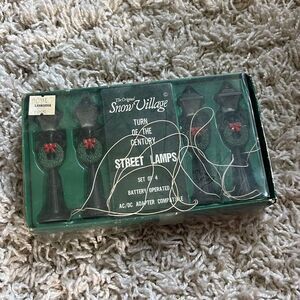 The Original
Snow Village
TURN
OF THE
CENTURY
STREET LAMPS
SET OF 4
BATTERY OPERATED
AC/DC ADAPTER COMPATIBLE